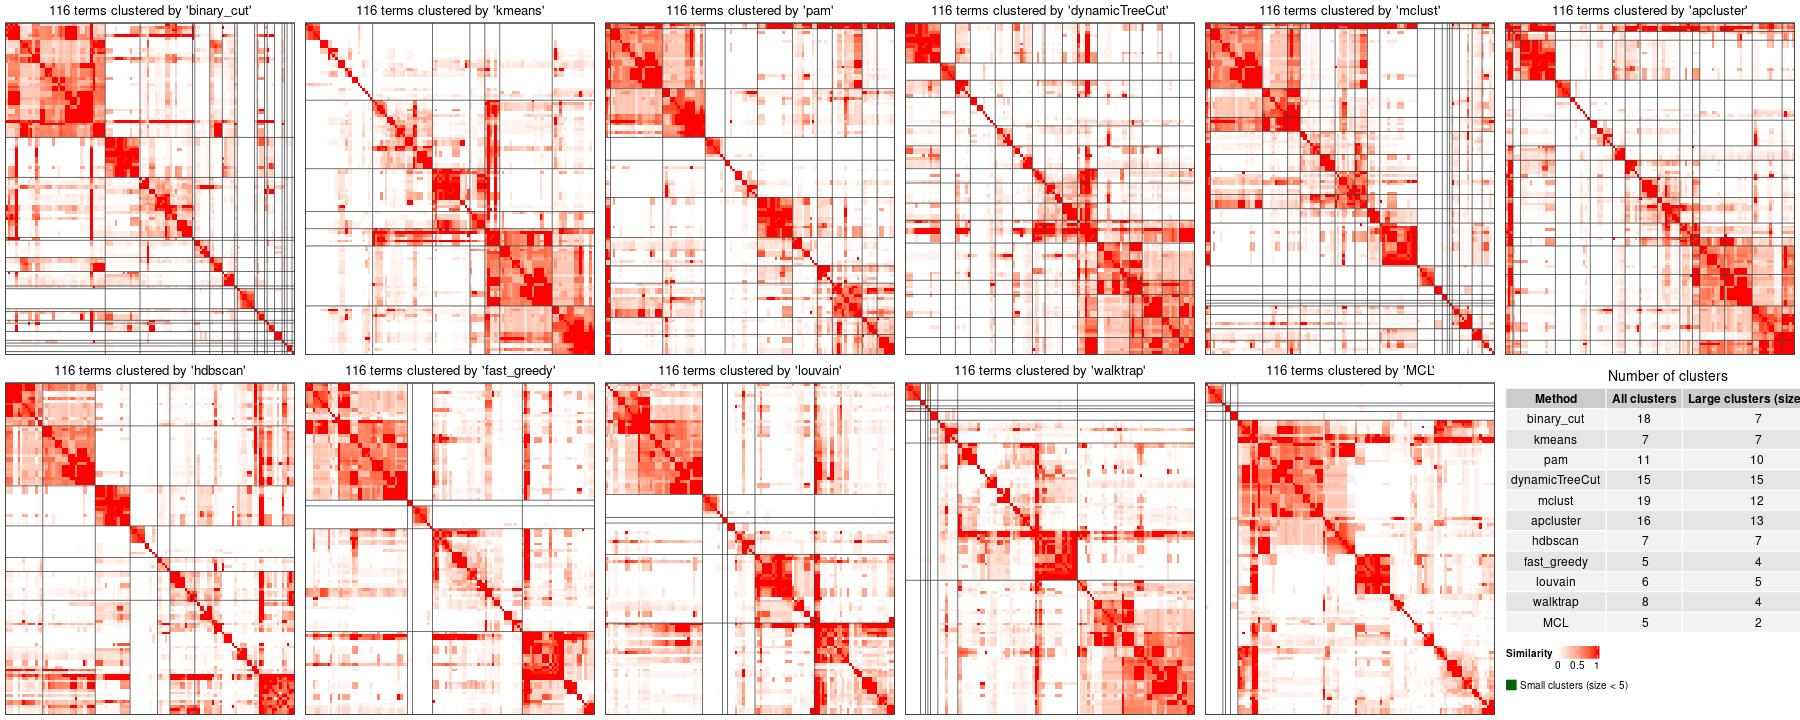 116 terms clustered by 'binary_cut'
116 terms clustered by 'kmeans'
116 terms clustered by 'pam'
116 terms clustered by 'dynamicTreeCut'
116 terms clustered by 'mclust'
116 terms clustered by 'apcluster'
116 terms clustered by 'hdbscan'
116 terms clustered by 'fast_greedy'
116 terms clustered by 'louvain'
116 terms clustered by 'walktrap'
116 terms clustered by 'MCL'
Number of clusters
Method All clusters Large clusters (size
binary_cut 18 7
kmeans 7 7
pam 11 10
dynamicTreeCut 15 15
mclust 19 12
apcluster 16 13
hdbscan 7 7
fast_greedy 5 4
louvain 6 5
walktrap 8 4
MCL 5 2
Similarity
0 0.5 1
Small clusters (size < 5)